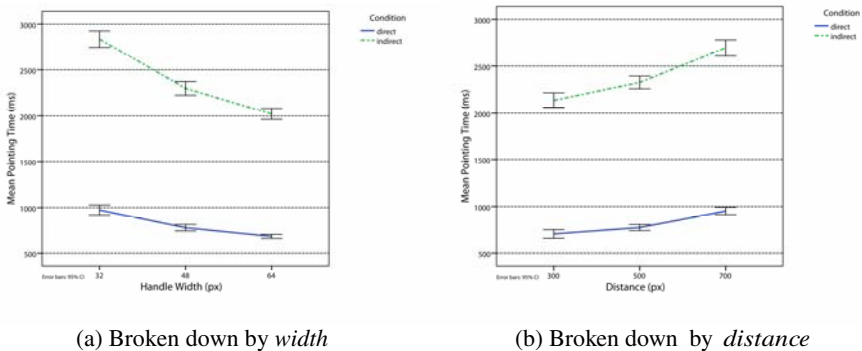 Condition
direct
indirect
3000
2500
2000
1500
1000
500
Mean Pointing Time (ms)
32
48
64
Error bars: 95% CI
Handle Width (px)
(a) Broken down by width
Condition
direct
indirect
3000
2500
2000
1500
1000
500
Mean Pointing Time (ms)
300
500
700
Error bars: 95% CI
Distance (px)
(b) Broken down by distance